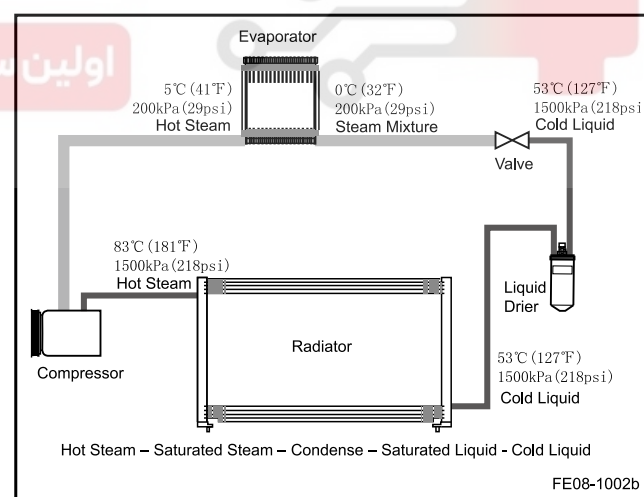 اولین س
Evaporator
5℃(41℉)
200kPa(29psi)
Hot Steam
0℃(32℉)
200kPa(29psi)
Steam Mixture
53℃(127℉)
1500kPa(218psi
Cold Liquid
Valve
83℃(181℉)
1500kPa(218psi)
Hot Steam
Liquid
Drier
Radiator
Compressor
53℃(127℉)
1500kPa(218psi)
Cold Liquid
Hot Steam – Saturated Steam – Condense – Saturated Liquid - Cold Liquid
FE08-1002b